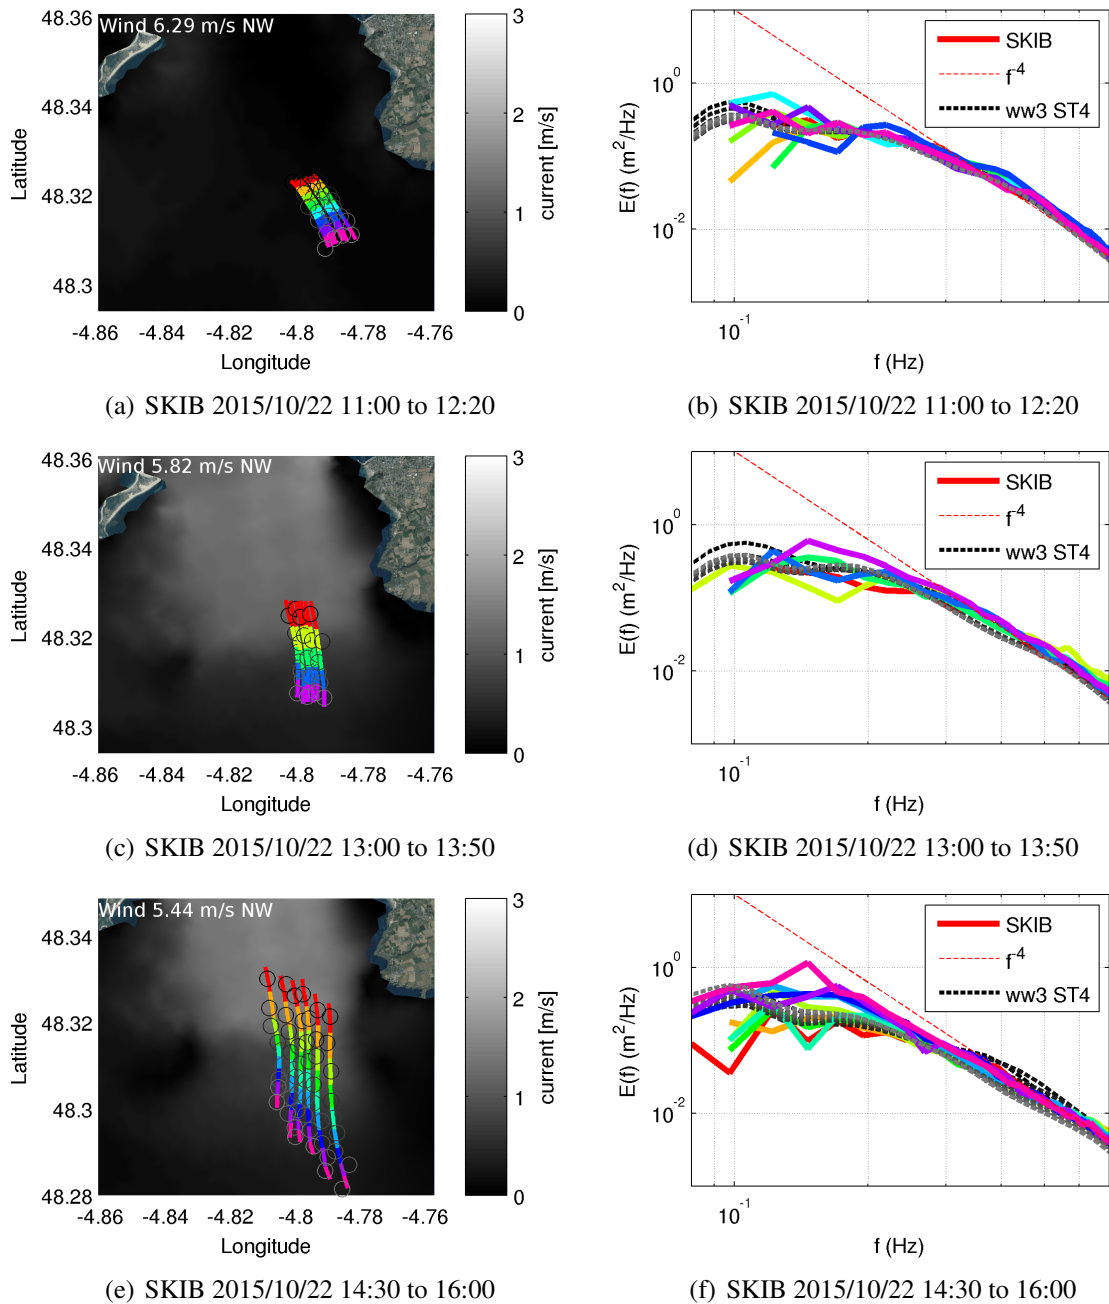 Wind 6.29 m/s NW
48.36
48.34
48.32
48.3
Latitude
-4.86 -4.84 -4.82 -4.8 -4.78 -4.76
Longitude
3
2
1
0
current [m/s]
(a) SKIB 2015/10/22 11:00 to 12:20
SKIB
f-4
ww3 ST4
10 0
10 -2
E(f) (m2/Hz)
10 -1
f (Hz)
(b) SKIB 2015/10/22 11:00 to 12:20
Wind 5.82 m/s NW
48.36
48.34
48.32
48.3
Latitude
-4.86 -4.84 -4.82 -4.8 -4.78 -4.76
Longitude
3
2
1
0
current [m/s]
(c) SKIB 2015/10/22 13:00 to 13:50
SKIB
f-4
ww3 ST4
10 0
10 -2
E(f) (m2/Hz)
10 -1
f (Hz)
(d) SKIB 2015/10/22 13:00 to 13:50
Wind 5.44 m/s NW
48.34
48.32
48.3
48.28
Latitude
-4.86 -4.84 -4.82 -4.8 -4.78 -4.76
Longitude
3
2
1
0
current [m/s]
(e) SKIB 2015/10/22 14:30 to 16:00
SKIB
f-4
ww3 ST4
10 0
10 -2
E(f) (m2/Hz)
10 -1
f (Hz)
(f) SKIB 2015/10/22 14:30 to 16:00